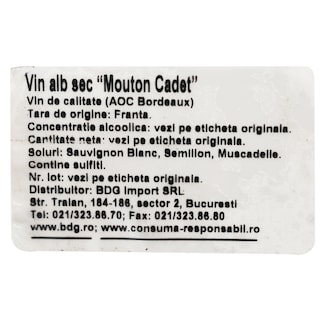 Vin alb sec "Mouton Cadet"
Vin de calitate (AOC Bordeaux)
Tara de origine: Franta.
Concentratie alcoolica: vezi pe eticheta originala.
Cantitate neta: vezi pe eticheta originala.
Soiuri: Sauvignon Blanc, Semillon, Muscadelle.
Contine sulfiti.
Nr. lot: vezi pe eticheta originala.
Distribuitor: BDG Import SRL
Str. Traian, 184-186, sector 2, Bucuresti
Tel: 021/323.86.70; Fax: 021/323.86.80
www.bdg.ro; www.consuma-responsabil.ro